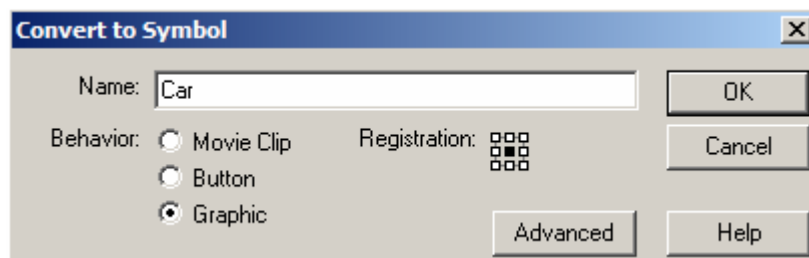 Convert to Symbol
Name: Car OK
Behavior: Movie Clip Registration: Cancel
Button
Graphic Advanced Help